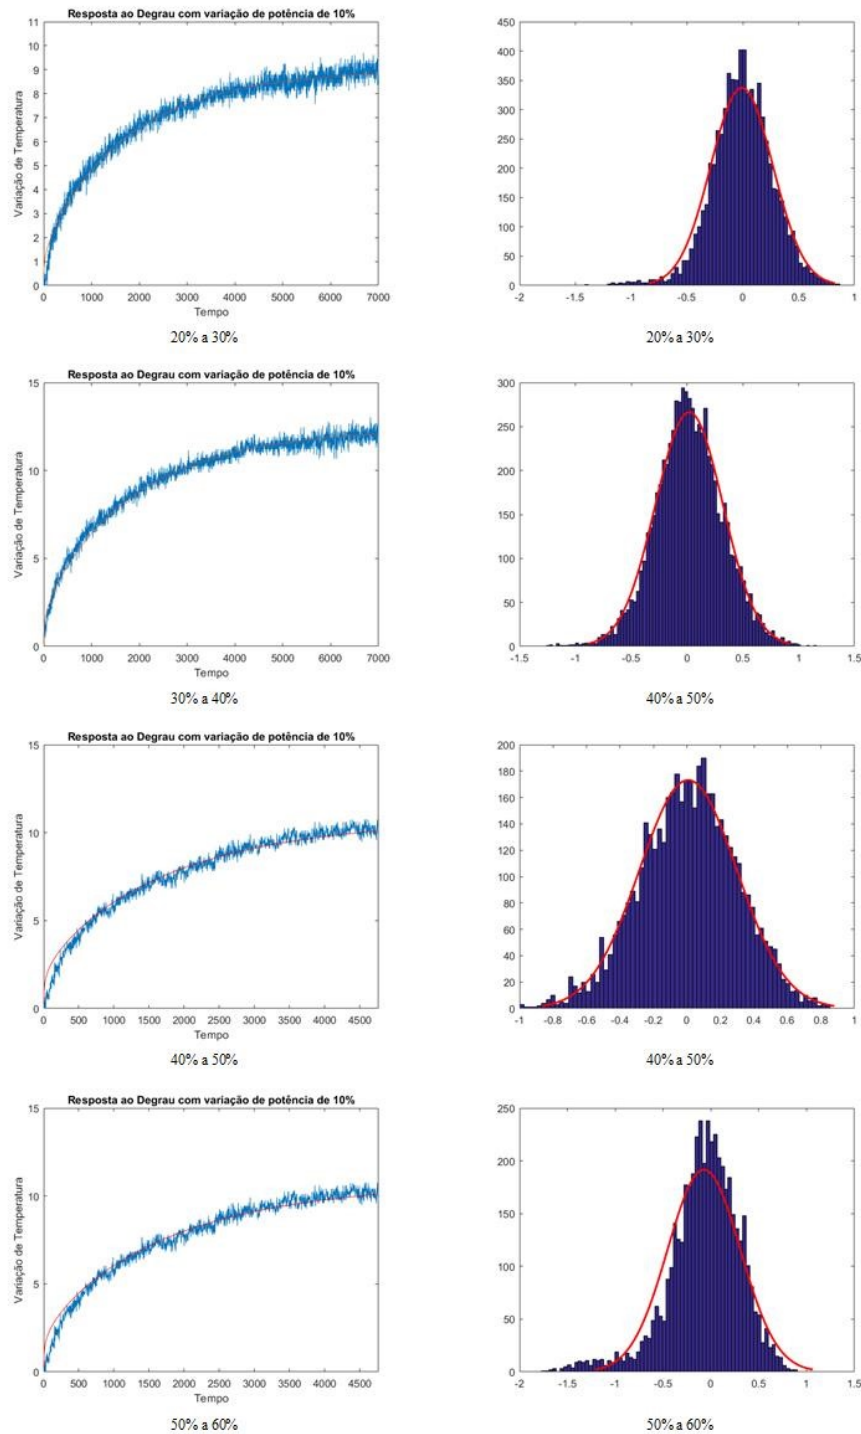 Resposta ao Degrau com variação de potência de 10%
Variação de Temperatura
11
10
9
8
7
6
5
4
3
2
1
0
0 1000 2000 3000 4000 5000 6000 7000
Tempo
20% a 30%
450
400
350
300
250
200
150
100
50
0
-2 -1.5 -1 -0.5 0 0.5 1
20% a 30%
Resposta ao Degrau com variação de potência de 10%
Variação de Temperatura
15
10
5
0
0 1000 2000 3000 4000 5000 6000 7000
Tempo
30% a 40%
300
250
200
150
100
50
0
-1.5 -1 -0.5 0 0.5 1 1.5
40% a 50%
Resposta ao Degrau com variação de potência de 10%
Variação de Temperatura
15
10
5
0
0 500 1000 1500 2000 2500 3000 3500 4000 4500
Tempo
40% a 50%
200
180
160
140
120
100
80
60
40
20
0
-1 -0.8 -0.6 -0.4 -0.2 0 0.2 0.4 0.6 0.8 1
40% a 50%
Resposta ao Degrau com variação de potência de 10%
Variação de Temperatura
15
10
5
0
0 500 1000 1500 2000 2500 3000 3500 4000 4500
Tempo
50% a 60%
250
200
150
100
50
0
-2 -1.5 -1 -0.5 0 0.5 1 1.5
50% a 60%